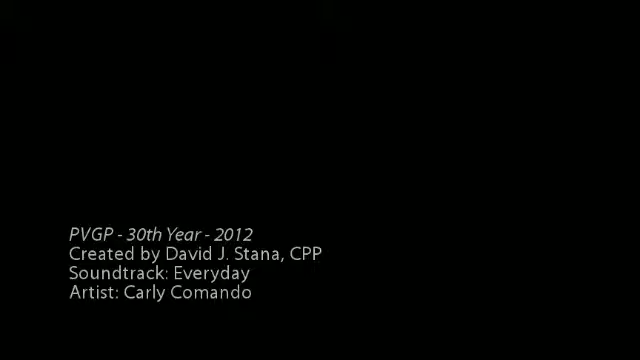 PVGP - 30th Year - 2012
Created by David J. Stana, CPP
Soundtrack: Everyday
Artist: Carly Comando